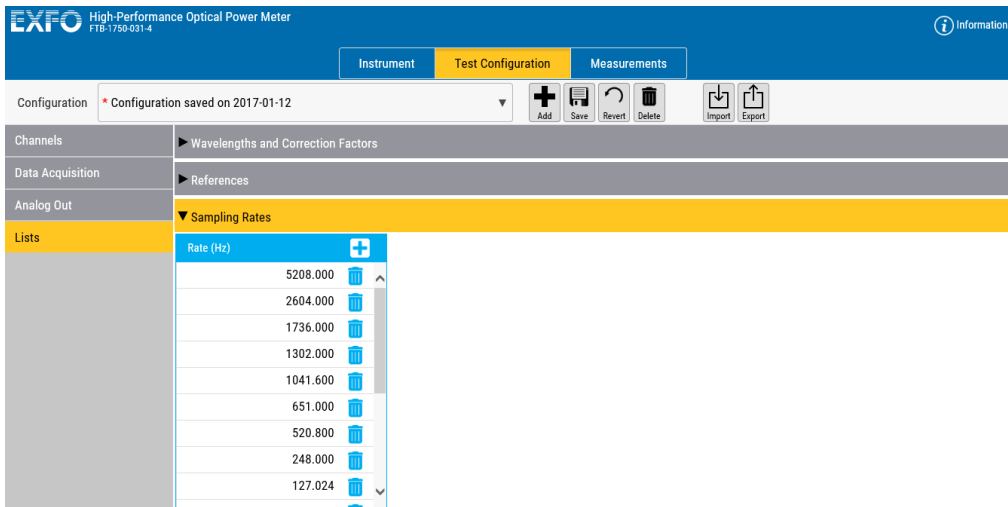 EXFO High-Performance Optical Power Meter
FTB-1750-031-4
Information
Instrument Test Configuration Measurements
Configuration * Configuration saved on 2017-01-12 Add Save Revert Delete Import Export
Channels
Data Acquisition
Analog Out
Lists
Wavelengths and Correction Factors
References
Sampling Rates
Rate (Hz)
5208.000
2604.000
1736.000
1302.000
1041.600
651.000
520.800
248.000
127.024